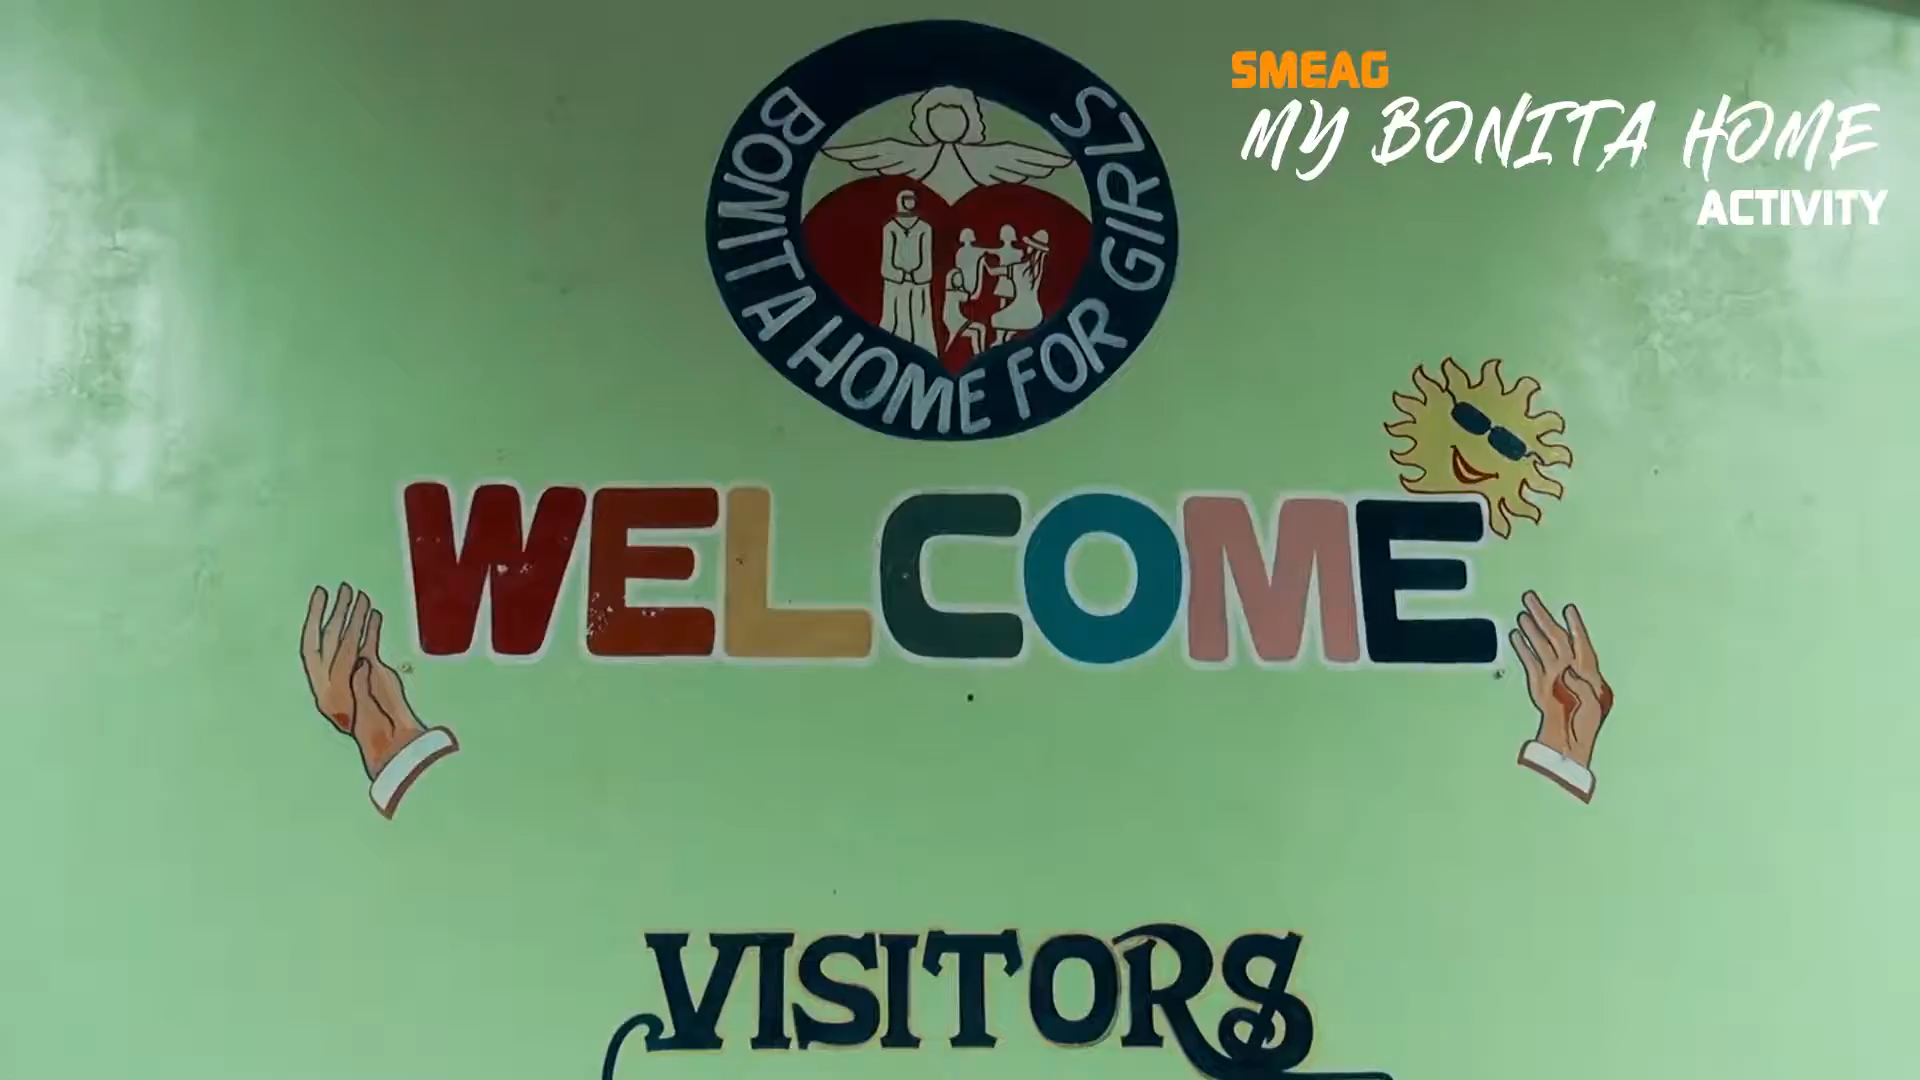 SMEAG
MY BONITA HOME
ACTIVITY
BONITA HOME FOR GIRLS
WELCOME
VISITORS